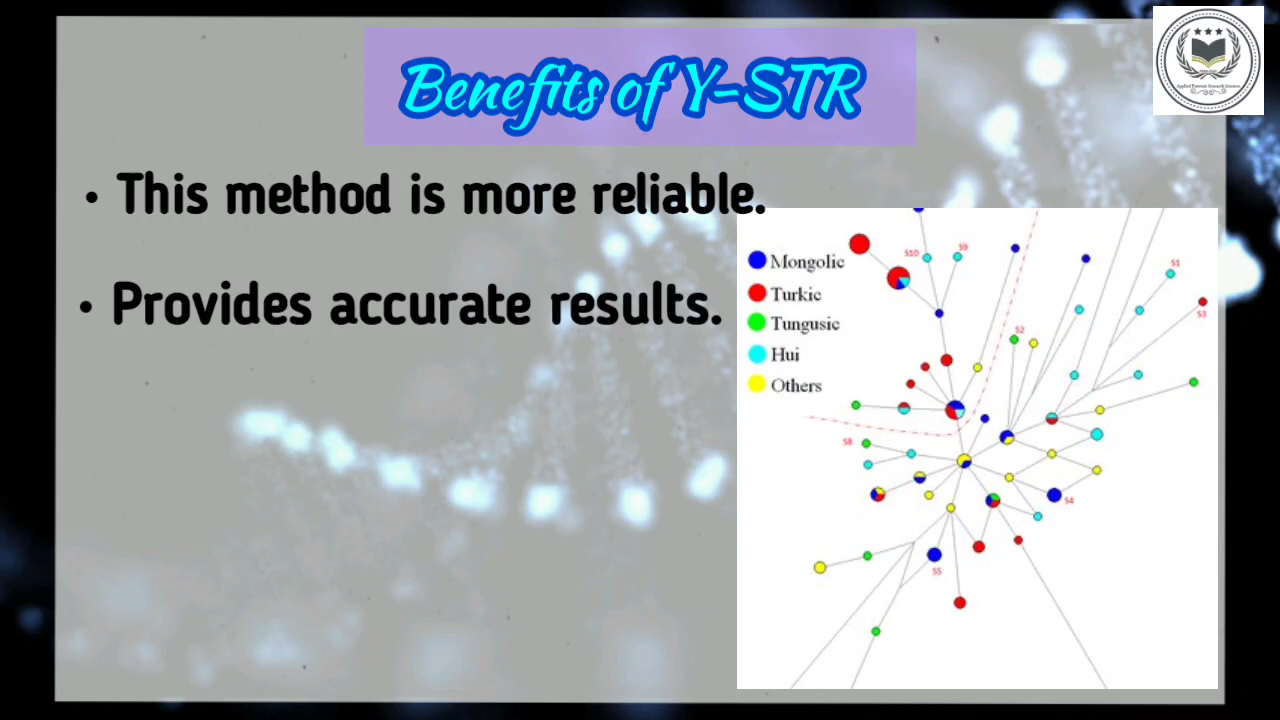 Benefits of Y-STR
• This method is more reliable.
• Provides accurate results.
Mongolic
Turkic
Tungusic
Hui
Others
S10
S9
S1
S3
S2
S8
S4
S5